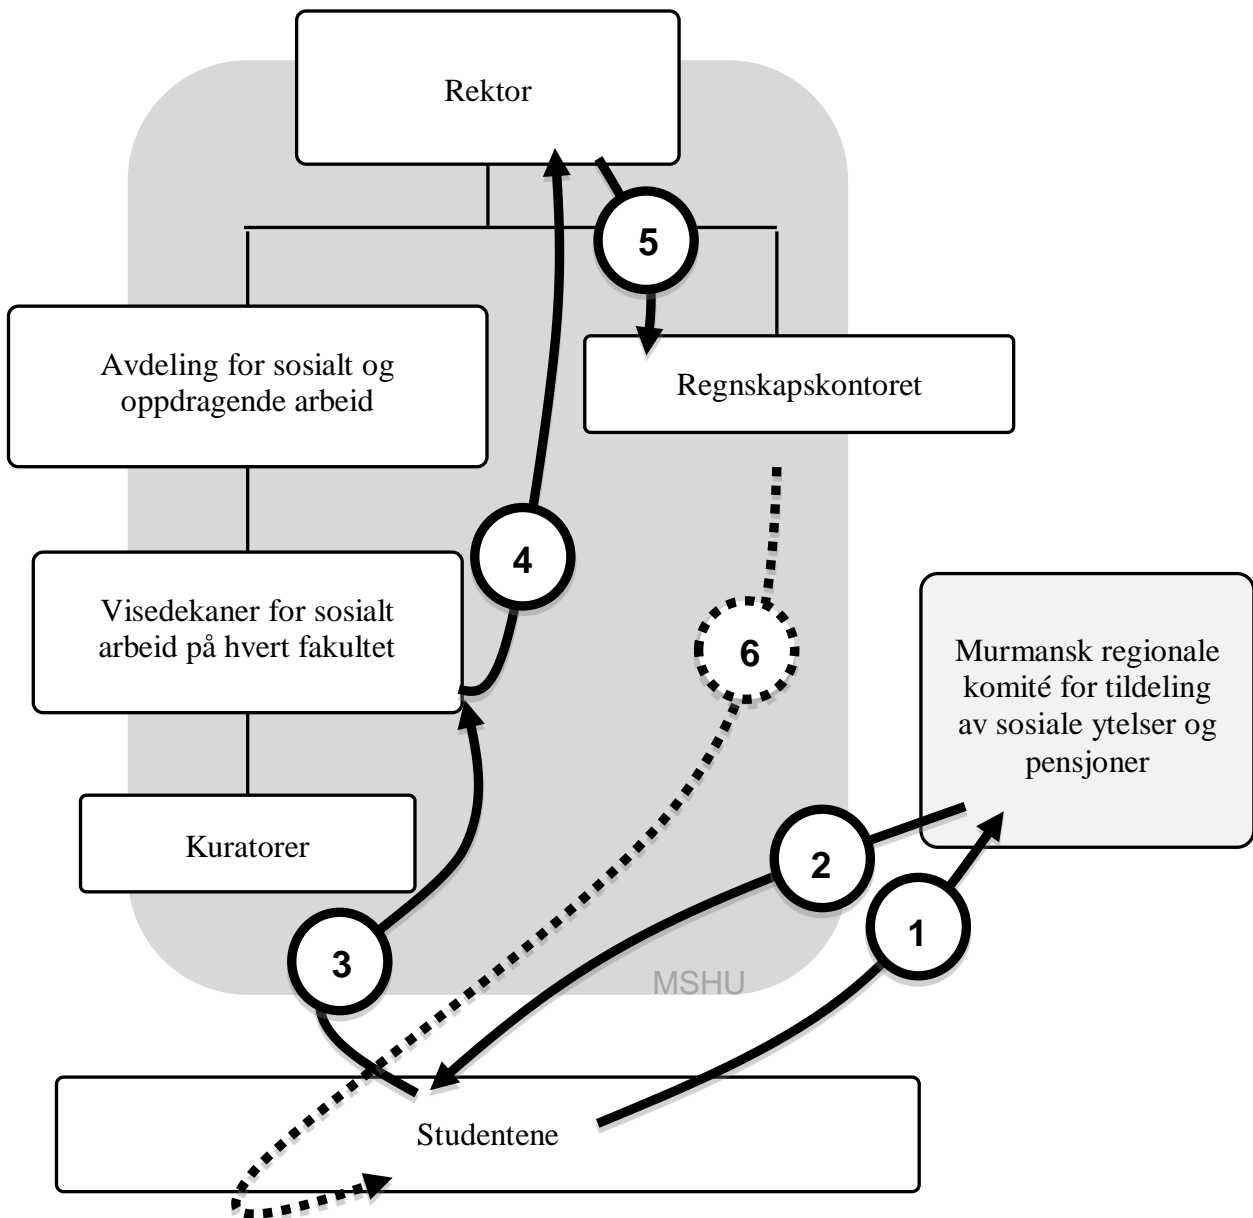 Rektor
5
Avdeling for sosialt og
oppdragende arbeid
Regnskapskontoret
4
Visedekaner for sosialt
arbeid på hvert fakultet
6
Murmansk regionale
komité for tildeling
av sosiale ytelser og
pensjoner
Kuratorer
2
1
3
MSHU
Studentene